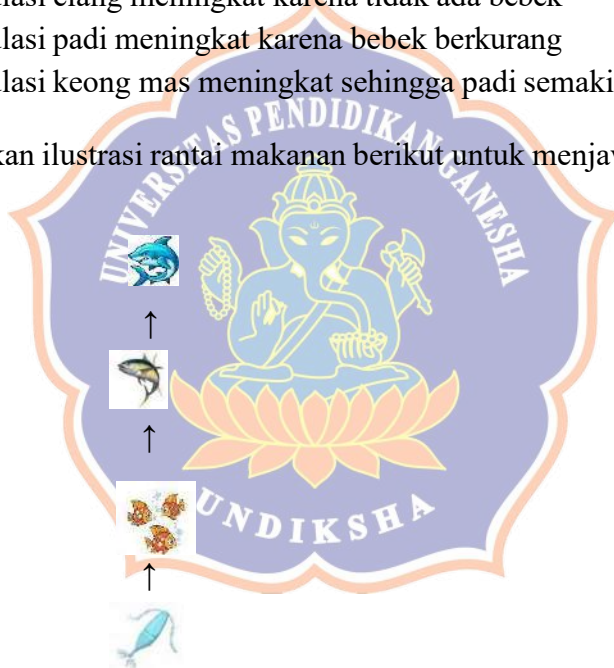 lasi elang meningkat karena tidak ada bebek
lasi padi meningkat karena bebek berkurang
lasi keong mas meningkat sehingga padi semaki
kan ilustrasi rantai makanan berikut untuk menja
UNIVERSITAS PENDIDIKAN GANESHA
↑
↑
↑
UNDIKSHA